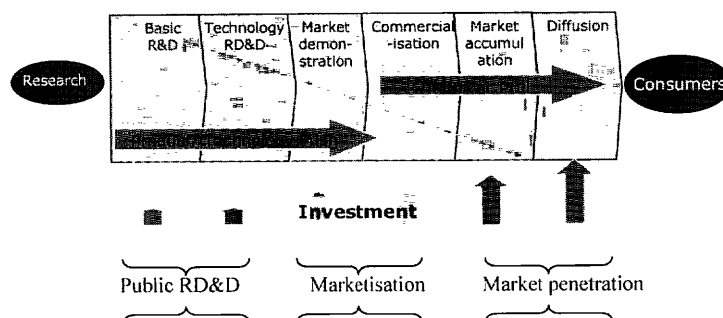 Basic
R&D
Technology
RD&D
Market
demon-
stration
Commercial
-isation
Market
accumul
ation
Diffusion
Research
Consumers
Investment
Public RD&D
Marketisation
Market penetration